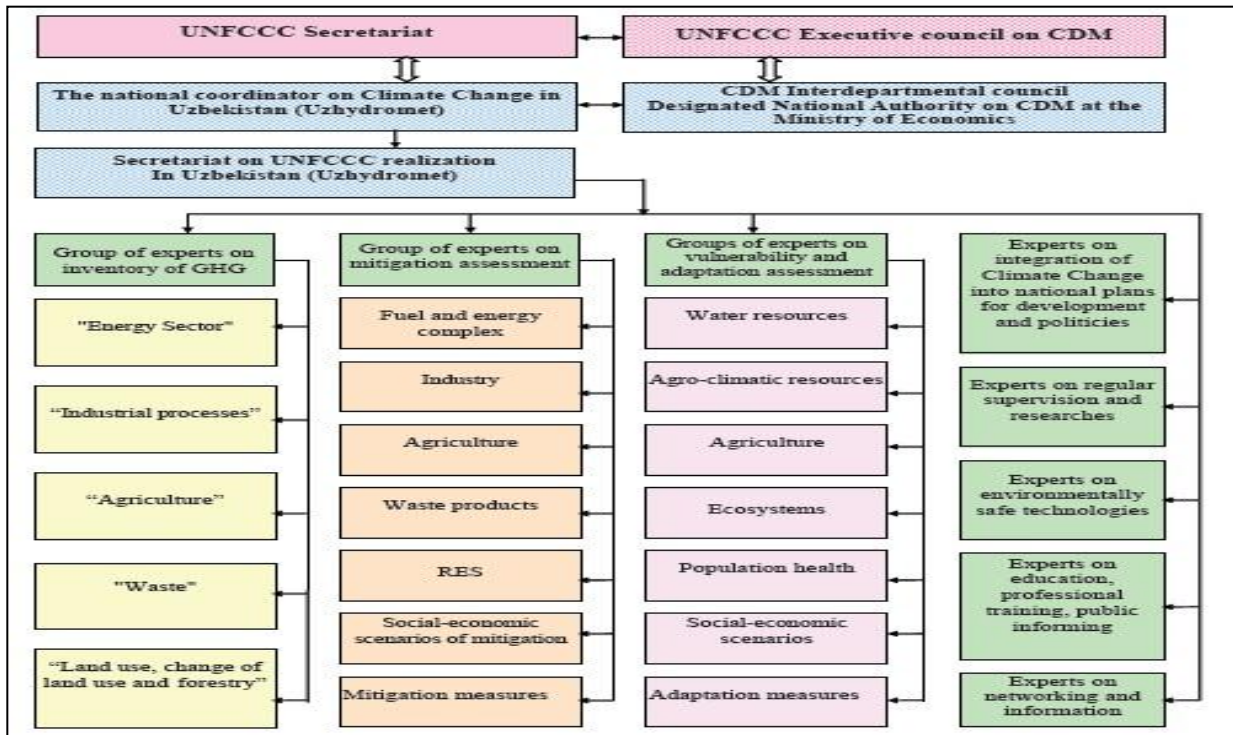 UNFCCC Secretariat
UNFCCC Executive council on CDM
The national coordinator on Climate Change in
Uzbekistan (Uzhydromet)
CDM Interdepartmental council
Designated National Authority on CDM at the
Ministry of Economics
Secretariat on UNFCCC realization
In Uzbekistan (Uzhydromet)
Group of experts on
inventory of GHG
"Energy Sector"
“Industrial processes”
“Agriculture”
"Waste"
“Land use, change of
land use and forestry”
Group of experts on
mitigation assessment
Fuel and energy
complex
Industry
Agriculture
Waste products
RES
Social-economic
scenarios of mitigation
Mitigation measures
Groups of experts on
vulnerability and
adaptation assessment
Water resources
Agro-climatic resources
Agriculture
Ecosystems
Population health
Social-economic
scenarios
Adaptation measures
Experts on
integration of
Climate Change
into national plans
for development
and politicies
Experts on regular
supervision and
researches
Experts on
environmentally
safe technologies
Experts on
education,
professional
training, public
informing
Experts on
networking and
information